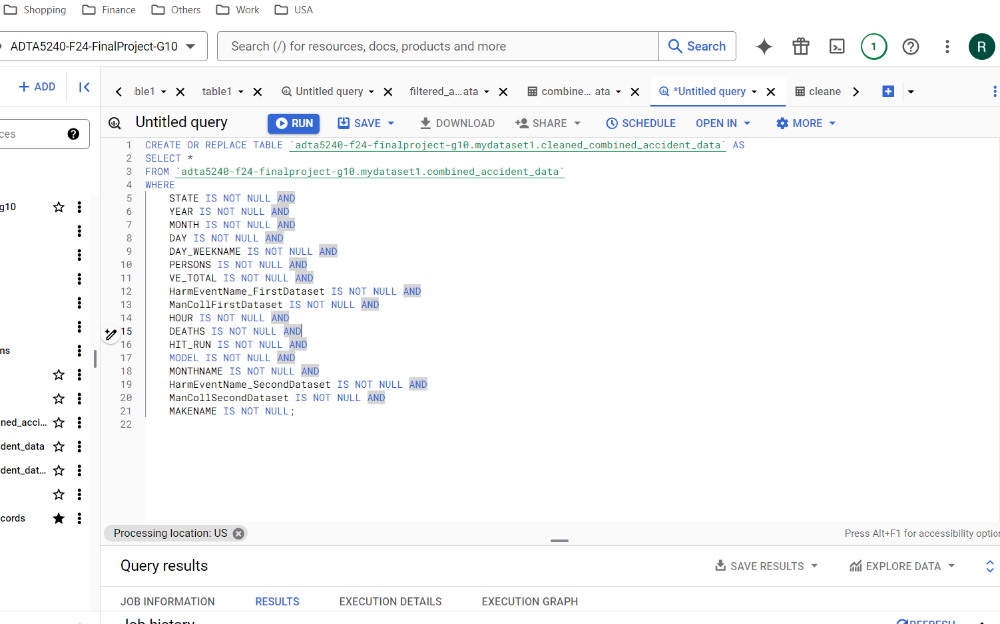 Shopping Finance Others Work USA
ADTA5240-F24-FinalProject-G10 Search (/) for resources, docs, products and more Search 1 R
+ ADD
ble1 table1 Untitled query filtered_a...ata combine... ata *Untitled query cleane
ces
Untitled query RUN SAVE DOWNLOAD SHARE SCHEDULE OPEN IN MORE
1 CREATE OR REPLACE TABLE `adta5240-f24-finalproject-g10.mydataset1.cleaned_combined_accident_data` AS
2 SELECT *
3 FROM `adta5240-f24-finalproject-g10.mydataset1.combined_accident_data`
4 WHERE
5 STATE IS NOT NULL AND
6 YEAR IS NOT NULL AND
7 MONTH IS NOT NULL AND
8 DAY IS NOT NULL AND
9 DAY_WEEKNAME IS NOT NULL AND
10 PERSONS IS NOT NULL AND
11 VE_TOTAL IS NOT NULL AND
12 HarmEventName_FirstDataset IS NOT NULL AND
13 ManCollFirstDataset IS NOT NULL AND
14 HOUR IS NOT NULL AND
15 DEATHS IS NOT NULL AND
16 HIT_RUN IS NOT NULL AND
17 MODEL IS NOT NULL AND
18 MONTHNAME IS NOT NULL AND
19 HarmEventName_SecondDataset IS NOT NULL AND
20 ManCollSecondDataset IS NOT NULL AND
21 MAKENAME IS NOT NULL;
22
g10
ns
ned_acci...
dent_data
dent_dat...
cords
Processing location: US Press Alt+F1 for accessibility optio
Query results SAVE RESULTS EXPLORE DATA
JOB INFORMATION RESULTS EXECUTION DETAILS EXECUTION GRAPH
Job history REFRESH